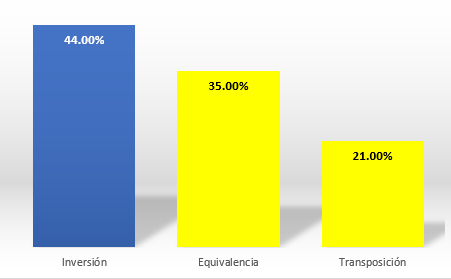 44.00%
35.00%
21.00%
Inversión
Equivalencia
Transposición